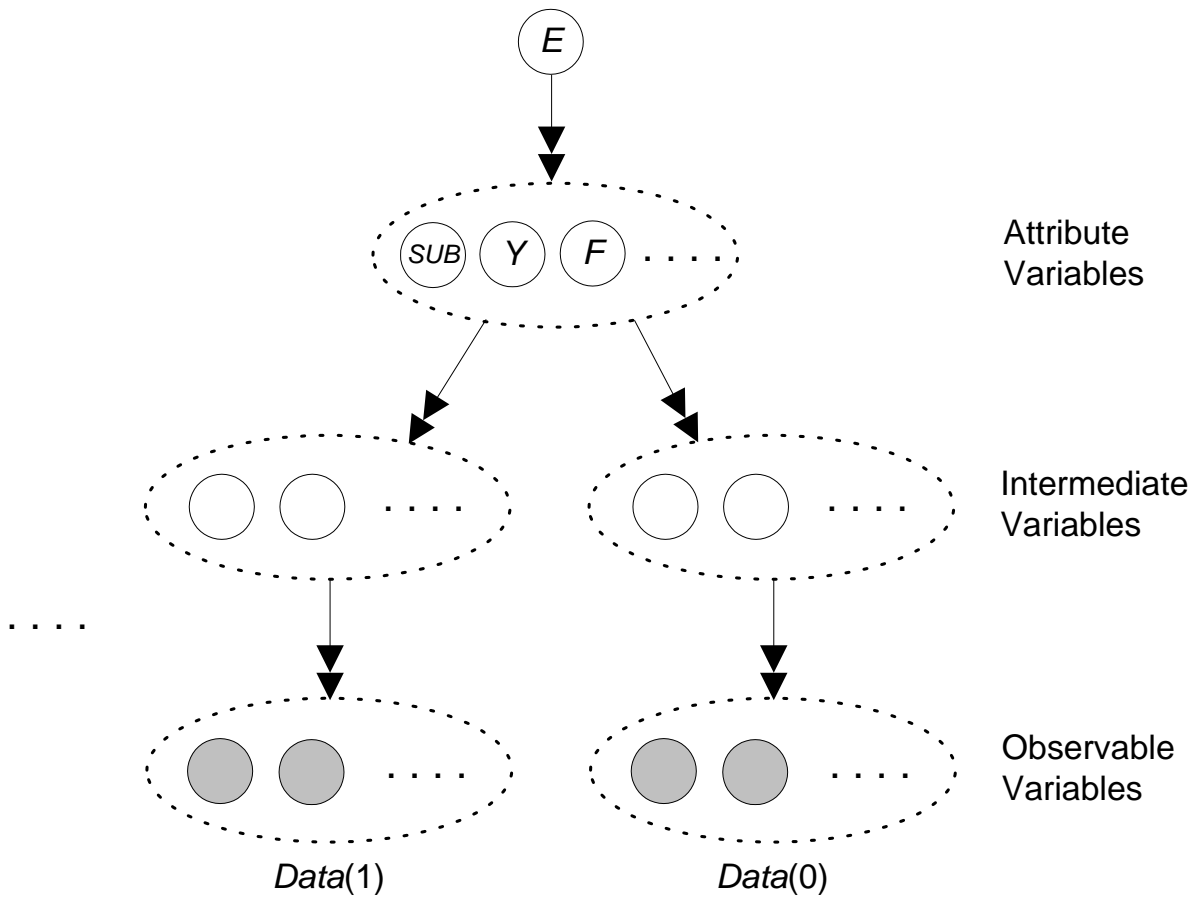 E
SUB Y F . . . .
Attribute
Variables
. . . .
. . . .
Intermediate
Variables
. . . .
. . . .
. . . .
Observable
Variables
Data(1)
Data(0)